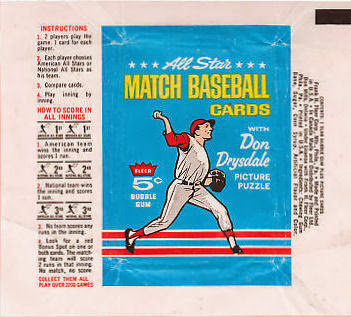 INSTRUCTIONS
1. 2 players play the
game. 1 card for each
player.
2. Each player chooses
American All Stars or
National All Stars as
his team.
3. Compare cards.
4. Play inning by
inning.
HOW TO SCORE IN
ALL INNINGS
1. American team
wins the inning and
scores 1 run.
2. National team wins
the inning and scores
1 run.
3. No team scores any
runs in the inning.
4. Look for a red
Bonus Spot on one or
both cards. The match-
ing team will score
2 runs in that inning.
No match, no score.
COLLECT THEM ALL
PLAY OVER 2200 GAMES
All Star
MATCH BASEBALL
CARDS
WITH
Don
Drysdale
PICTURE
PUZZLE
FLEER
5¢
BUBBLE
GUM